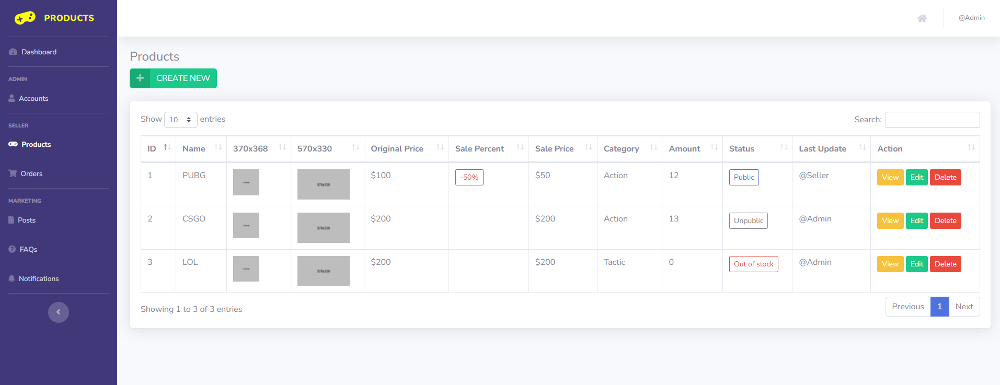 PRODUCTS
@Admin
Dashboard
ADMIN
Accounts
SELLER
Products
Orders
MARKETING
Posts
FAQs
Notifications
Products
CREATE NEW
Show 10 entries
Search:
ID Name 370x368 570x330 Original Price Sale Percent Sale Price Category Amount Status Last Update Action
1 PUBG 570x330 $100 -50% $50 Action 12 Public @Seller View Edit Delete
2 CSGO 570x330 $200 $200 Action 13 Unpublic @Admin View Edit Delete
3 LOL 570x330 $200 $200 Tactic 0 Out of stock @Admin View Edit Delete
Showing 1 to 3 of 3 entries
Previous 1 Next